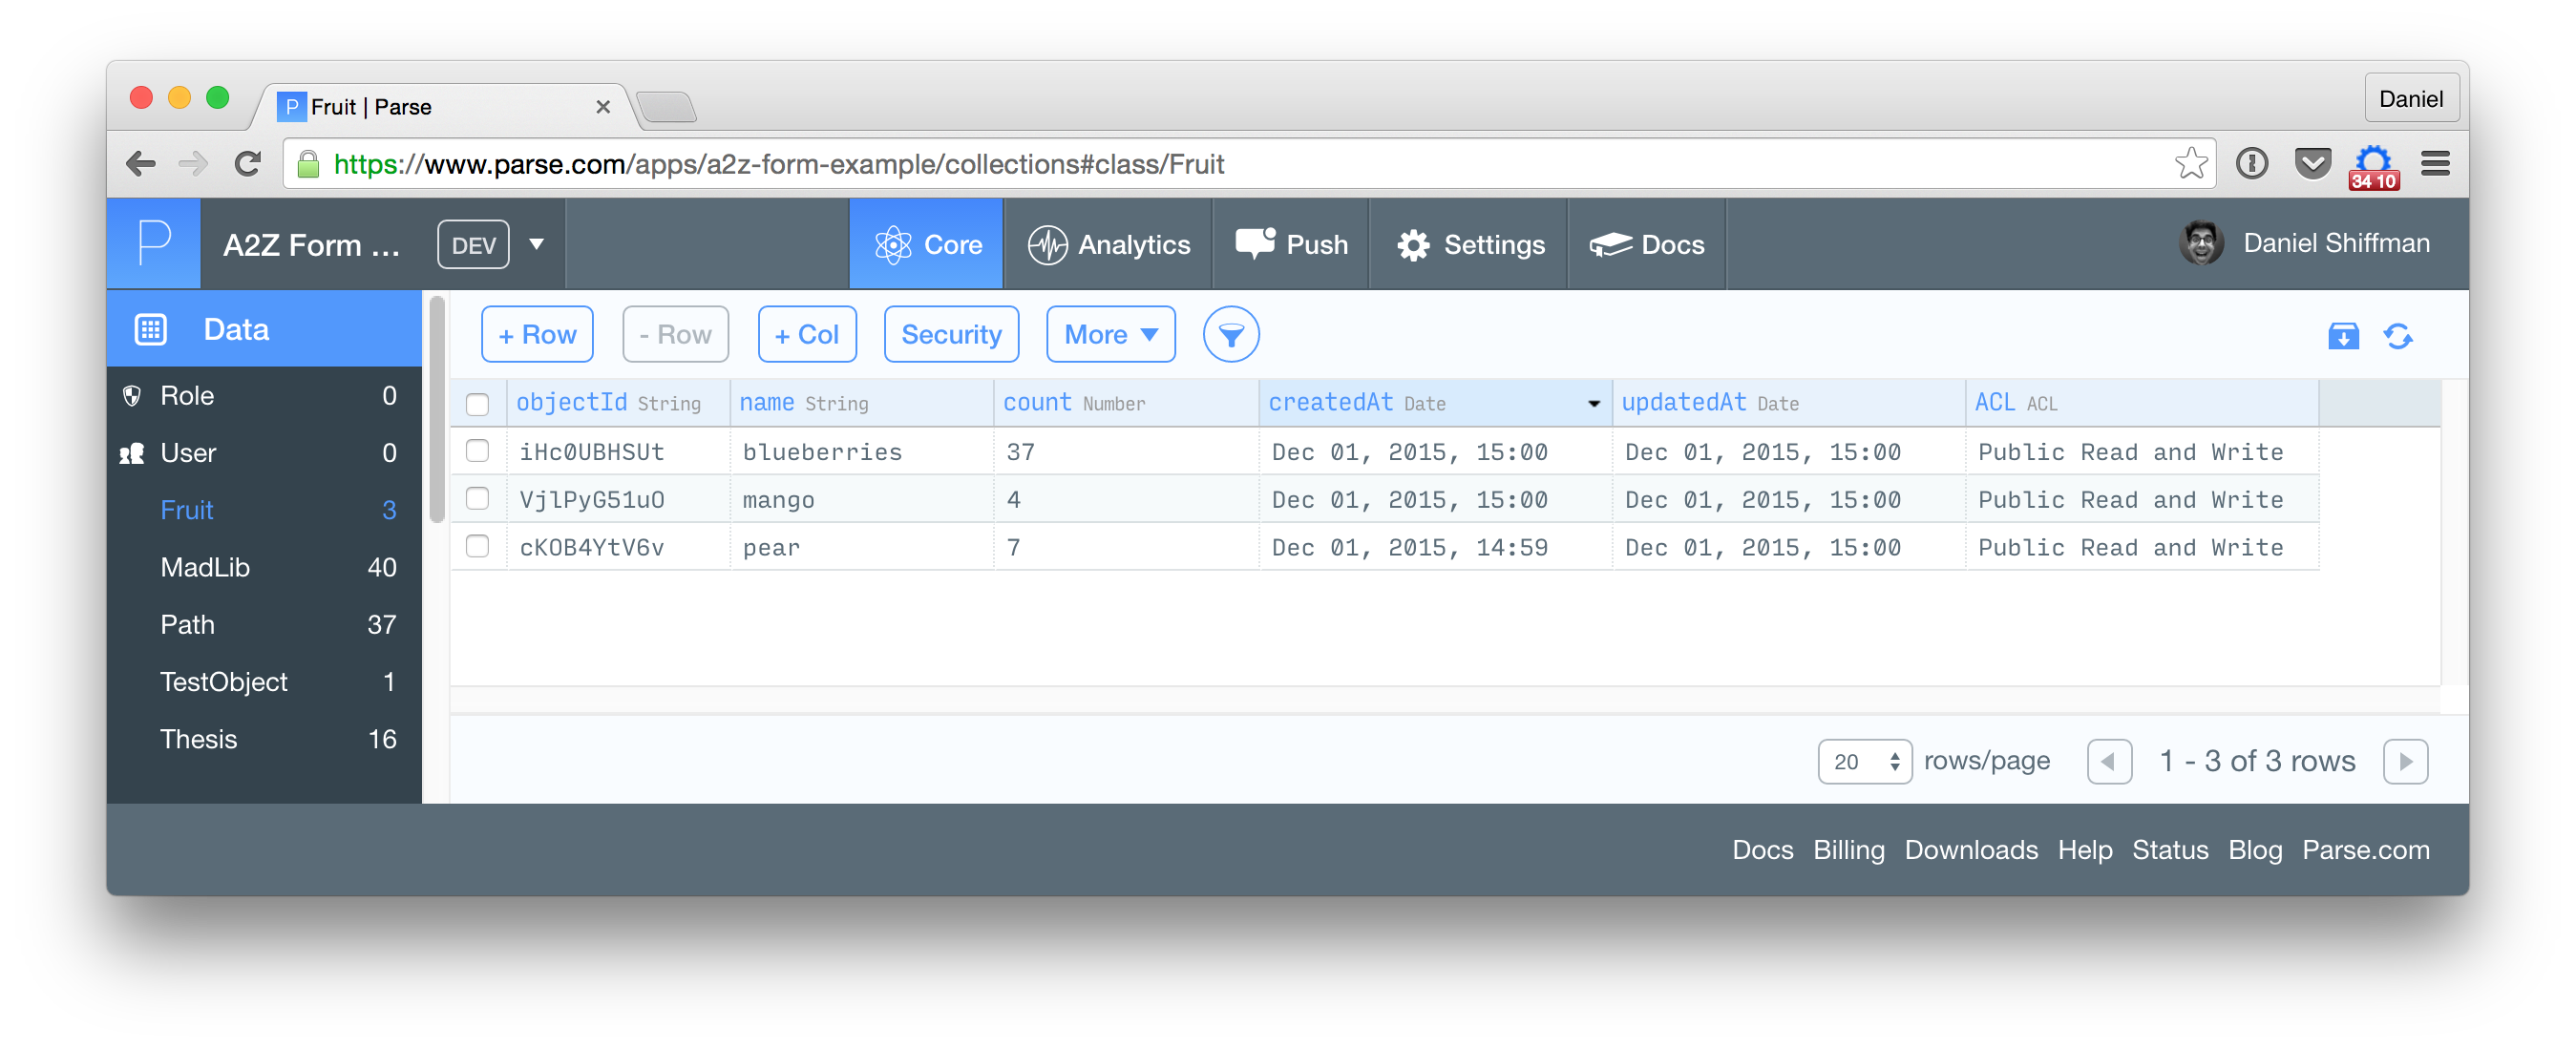 P Fruit | Parse
Daniel
https://www.parse.com/apps/a2z-form-example/collections#class/Fruit
34 10
P A2Z Form ... DEV Core Analytics Push Settings Docs Daniel Shiffman
Data
+ Row - Row + Col Security More
Role 0
User 0
Fruit 3
MadLib 40
Path 37
TestObject 1
Thesis 16
objectId String name String count Number createdAt Date updatedAt Date ACL ACL
iHc0UBHSUt blueberries 37 Dec 01, 2015, 15:00 Dec 01, 2015, 15:00 Public Read and Write
VjlPyG51uO mango 4 Dec 01, 2015, 15:00 Dec 01, 2015, 15:00 Public Read and Write
cKOB4YtV6v pear 7 Dec 01, 2015, 14:59 Dec 01, 2015, 15:00 Public Read and Write
20 rows/page 1 - 3 of 3 rows
Docs Billing Downloads Help Status Blog Parse.com